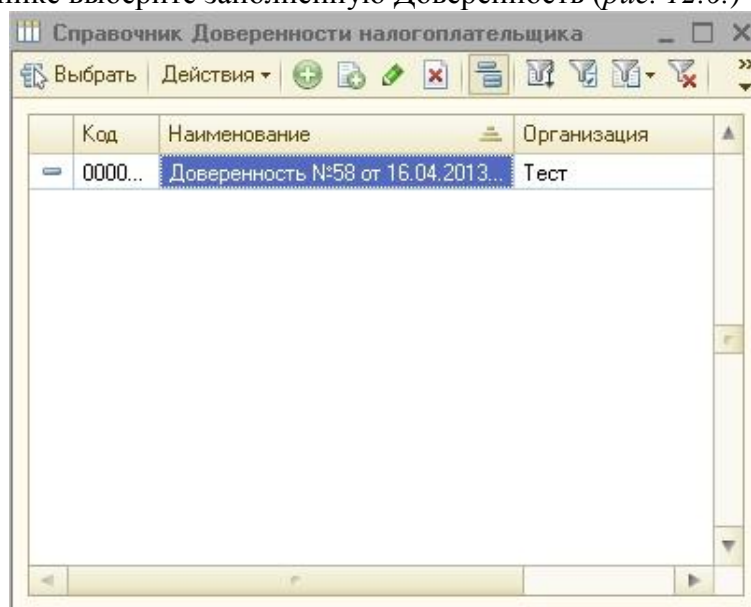 нике выберите заполненную Доверенность (рис. 12.6.)
Справочник Доверенности налогоплательщика
Выбрать Действия
Код Наименование Организация
0000... Доверенность №58 от 16.04.2013... Тест